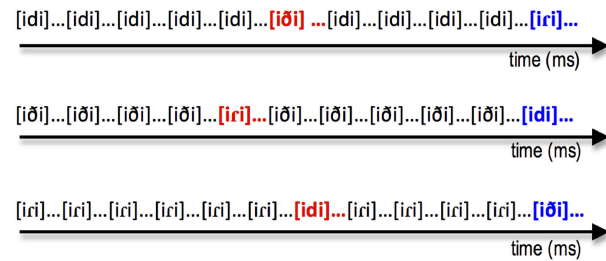 [idi]...[idi]...[idi]...[idi]...[idi]...[iði] ...[idi]...[idi]...[idi]...[idi]...[iɾi]...
time (ms)
[iði]...[iði]...[iði]...[iði]...[iɾi]...[iði]...[iði]...[iði]...[iði]...[iði]...[idi]...
time (ms)
[iɾi]...[iɾi]...[iɾi]...[iɾi]...[iɾi]...[iɾi]...[idi]...[iɾi]...[iɾi]...[iɾi]...[iɾi]...[iði]...
time (ms)